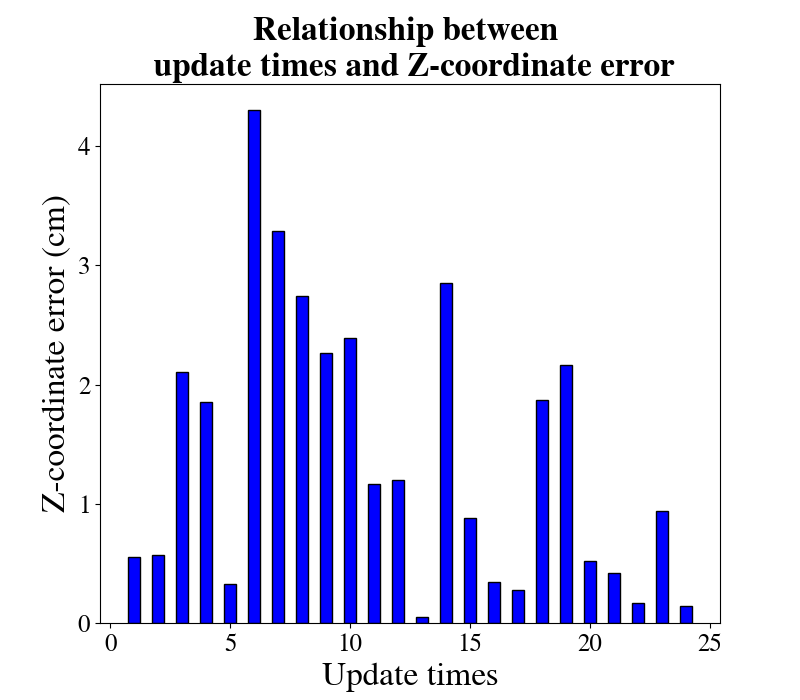 Relationship between
update times and Z-coordinate error
Z-coordinate error (cm)
4
3
2
1
0
0 5 10 15 20 25
Update times